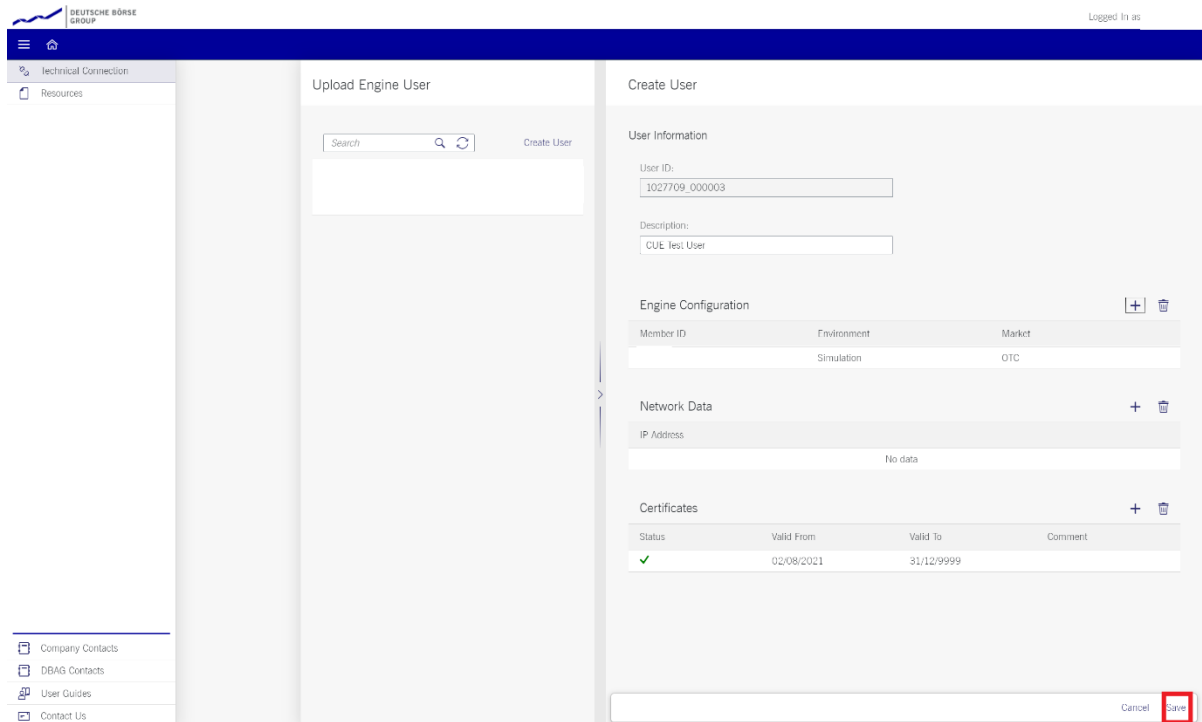 DEUTSCHE BÖRSE
GROUP
Logged In as
Technical Connection
Resources
Upload Engine User
Search
Create User
Create User
User Information
User ID:
1027709_000003
Description:
CUE Test User
Engine Configuration
Member ID Environment Market
Simulation OTC
Network Data
IP Address
No data
Certificates
Status Valid From Valid To Comment
02/08/2021 31/12/9999
Company Contacts
DBAG Contacts
User Guides
Contact Us
Cancel Save